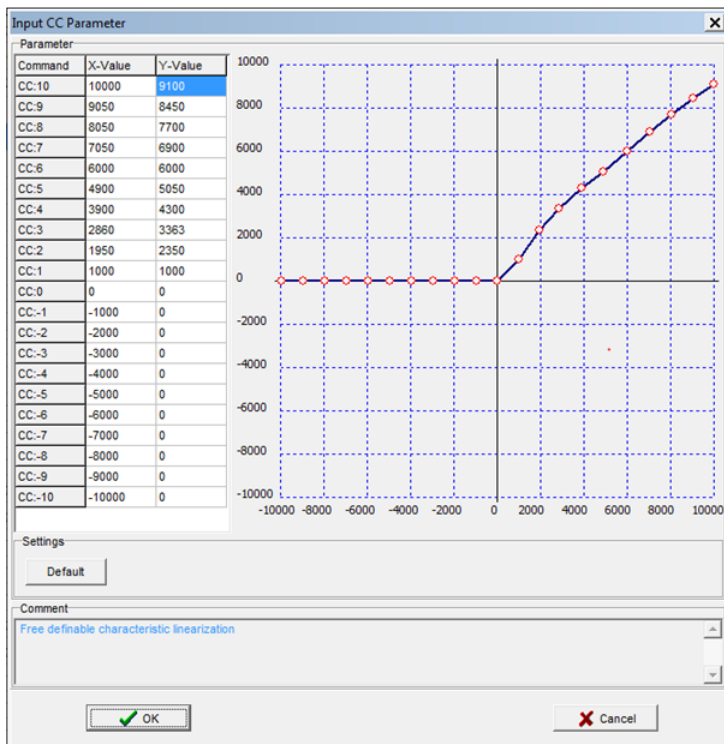 Input CC Parameter
Parameter
Command X-Value Y-Value
CC:10 10000 9100
CC:9 9050 8450
CC:8 8050 7700
CC:7 7050 6900
CC:6 6000 6000
CC:5 4900 5050
CC:4 3900 4300
CC:3 2860 3363
CC:2 1950 2350
CC:1 1000 1000
CC:0 0 0
CC:-1 -1000 0
CC:-2 -2000 0
CC:-3 -3000 0
CC:-4 -4000 0
CC:-5 -5000 0
CC:-6 -6000 0
CC:-7 -7000 0
CC:-8 -8000 0
CC:-9 -9000 0
CC:-10 -10000 0
10000
8000
6000
4000
2000
0
-2000
-4000
-6000
-8000
-10000
-10000 -8000 -6000 -4000 -2000 0 2000 4000 6000 8000 10000
Settings
Default
Comment
Free definable characteristic linearization
OK
Cancel